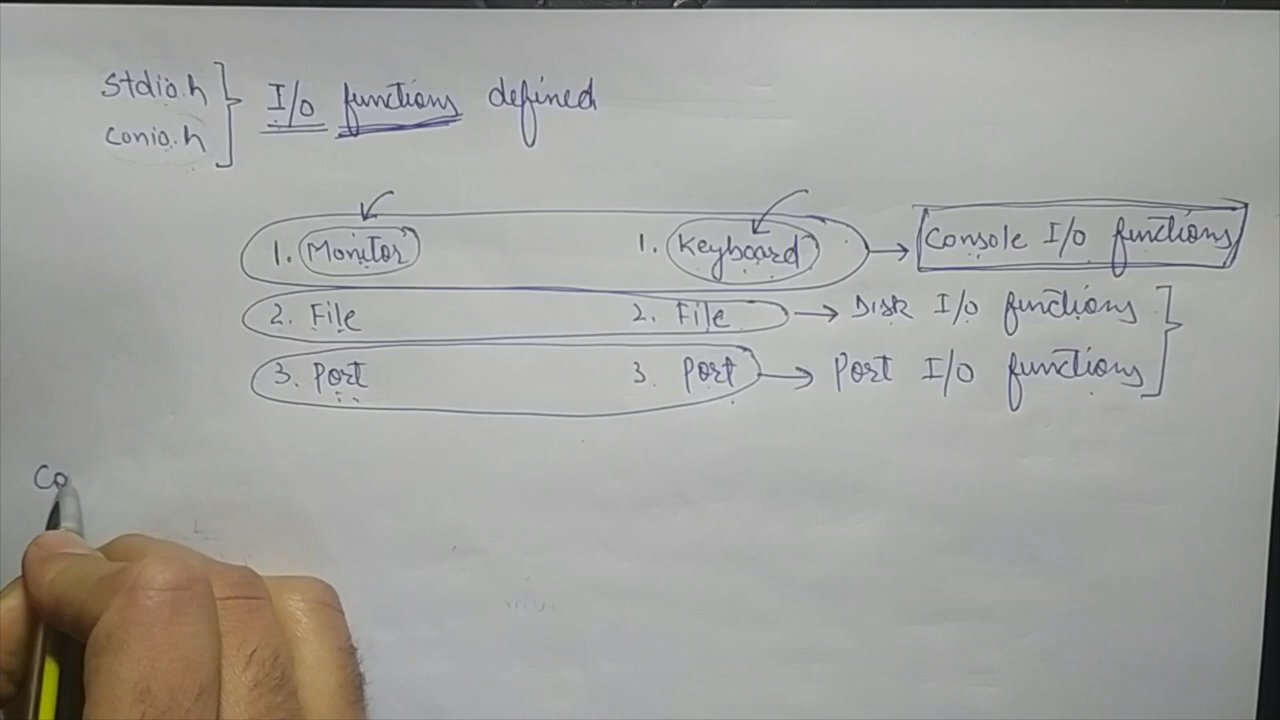 stdio.h
conio.h
I/o functions defined
1. Monitor 1. Keyboard → Console I/o functions
2. File 2. File → Disk I/o functions
3. Port 3. Port → Port I/O functions
Co